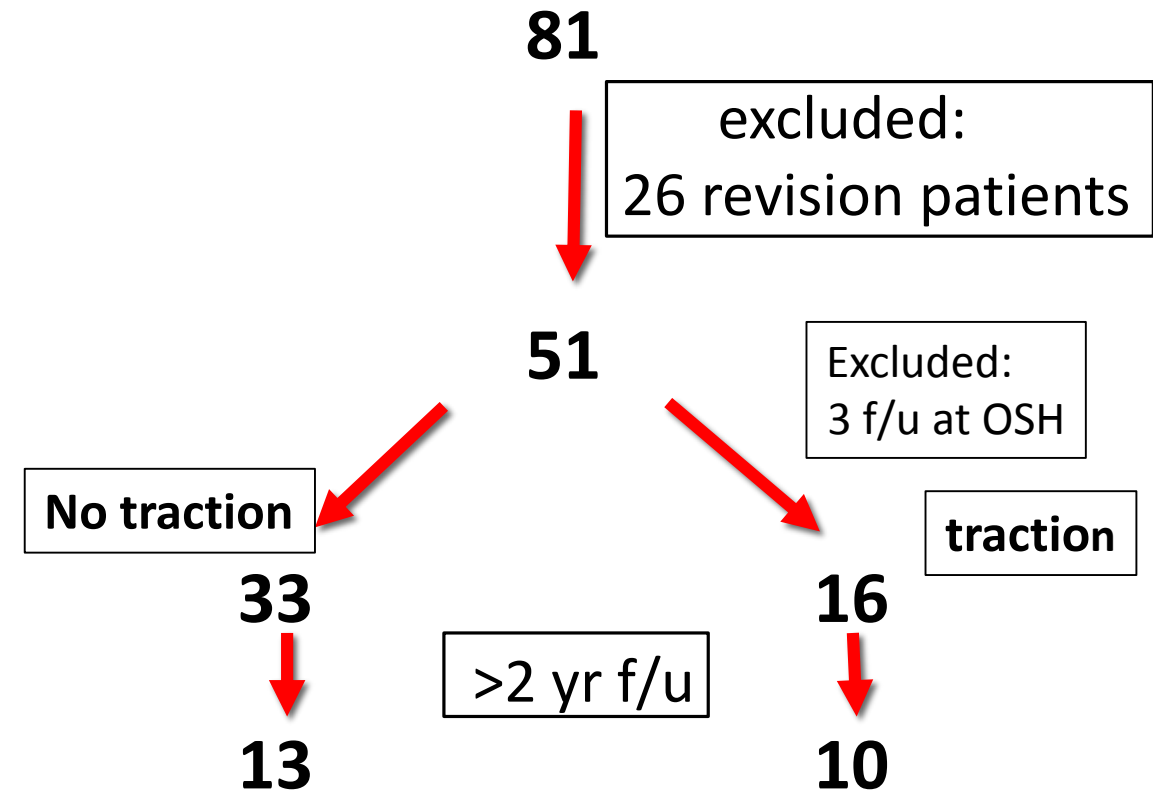 81
excluded:
26 revision patients
51
Excluded:
3 f/u at OSH
No traction
traction
33
16
>2 yr f/u
13
10